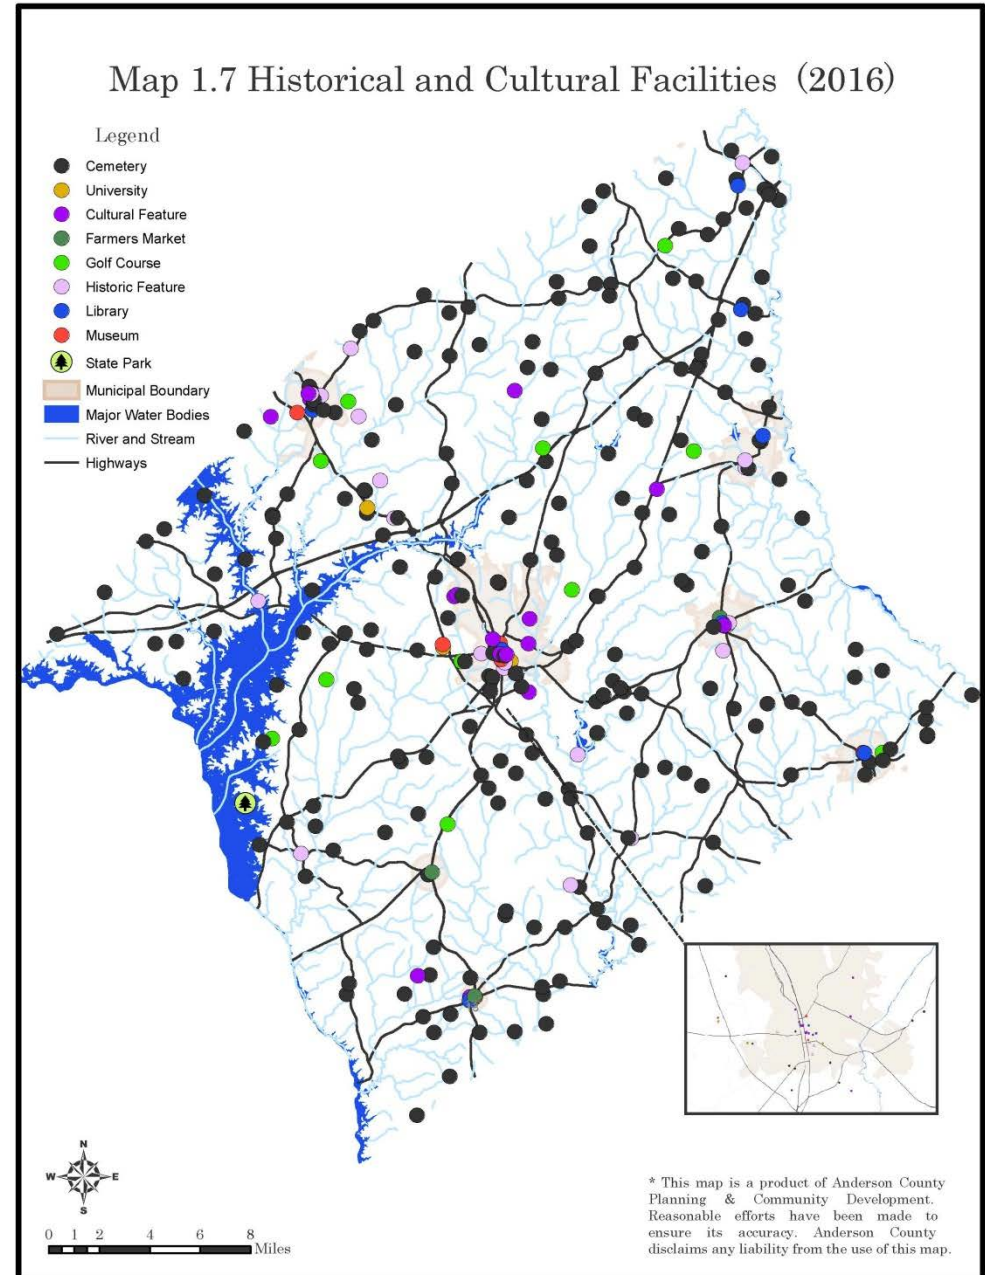 Map 1.7 Historical and Cultural Facilities (2016)
Legend
Cemetery
University
Cultural Feature
Farmers Market
Golf Course
Historic Feature
Library
Museum
State Park
Municipal Boundary
Major Water Bodies
River and Stream
Highways
N
W E
S
0 1 2 4 6 8
Miles
* This map is a product of Anderson County
Planning & Community Development.
Reasonable efforts have been made to
ensure its accuracy. Anderson County
disclaims any liability from the use of this map.